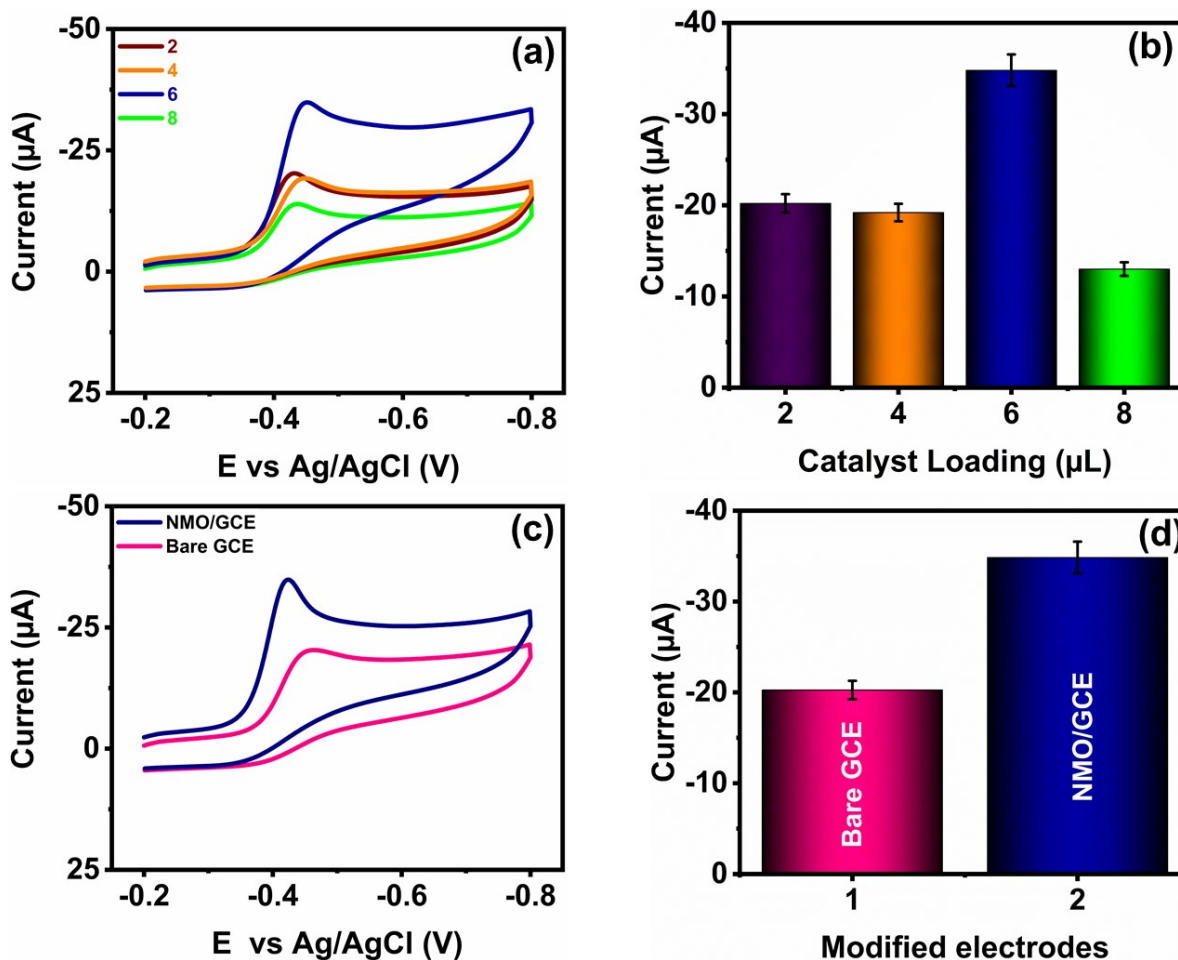 (a)
2
4
6
8
-50
-25
0
25
Current (µA)
-0.2 -0.4 -0.6 -0.8
E vs Ag/AgCl (V)
(b)
-40
-30
-20
-10
0
Current (µA)
2 4 6 8
Catalyst Loading (µL)
(c)
NMO/GCE
Bare GCE
-50
-25
0
25
Current (µA)
-0.2 -0.4 -0.6 -0.8
E vs Ag/AgCl (V)
(d)
-40
-30
-20
-10
0
Current (µA)
Bare GCE
NMO/GCE
1 2
Modified electrodes